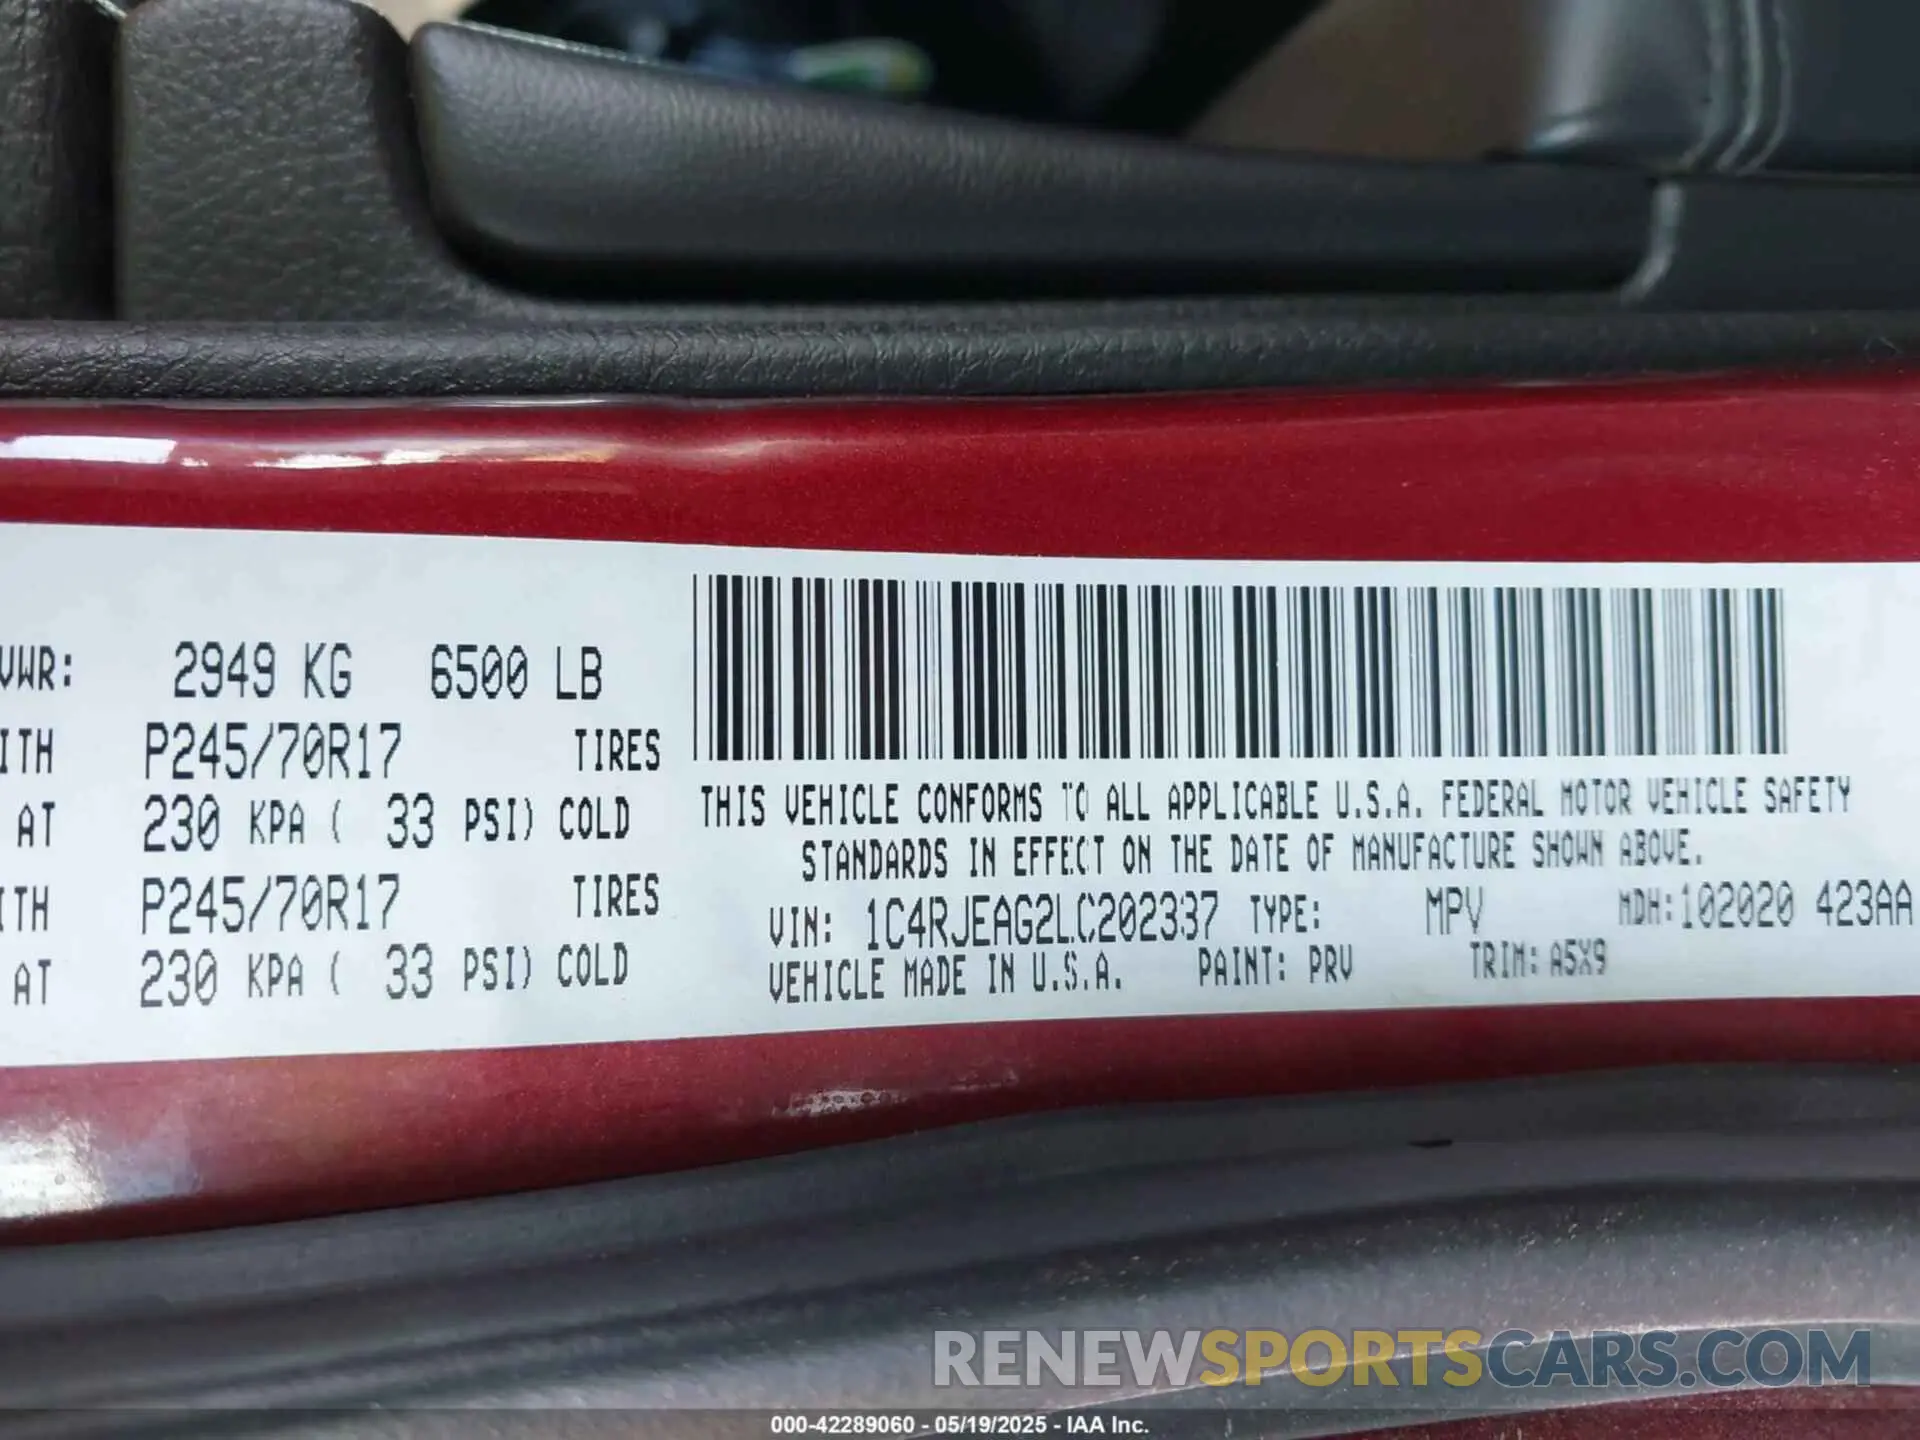 VWR: 2949 KG 6500 LB
ITH P245/70R17 TIRES
AT 230 KPA ( 33 PSI) COLD
ITH P245/70R17 TIRES
AT 230 KPA ( 33 PSI) COLD
THIS VEHICLE CONFORMS TO ALL APPLICABLE U.S.A. FEDERAL MOTOR VEHICLE SAFETY
STANDARDS IN EFFECT ON THE DATE OF MANUFACTURE SHOWN ABOVE.
VIN: 1C4RJEAG2LC202337 TYPE: MPV MDH:102020 423AA
VEHICLE MADE IN U.S.A. PAINT: PRV TRIM: A5X9
RENEWSPORTSCARS.COM
000-42289060 - 05/19/2025 - IAA Inc.